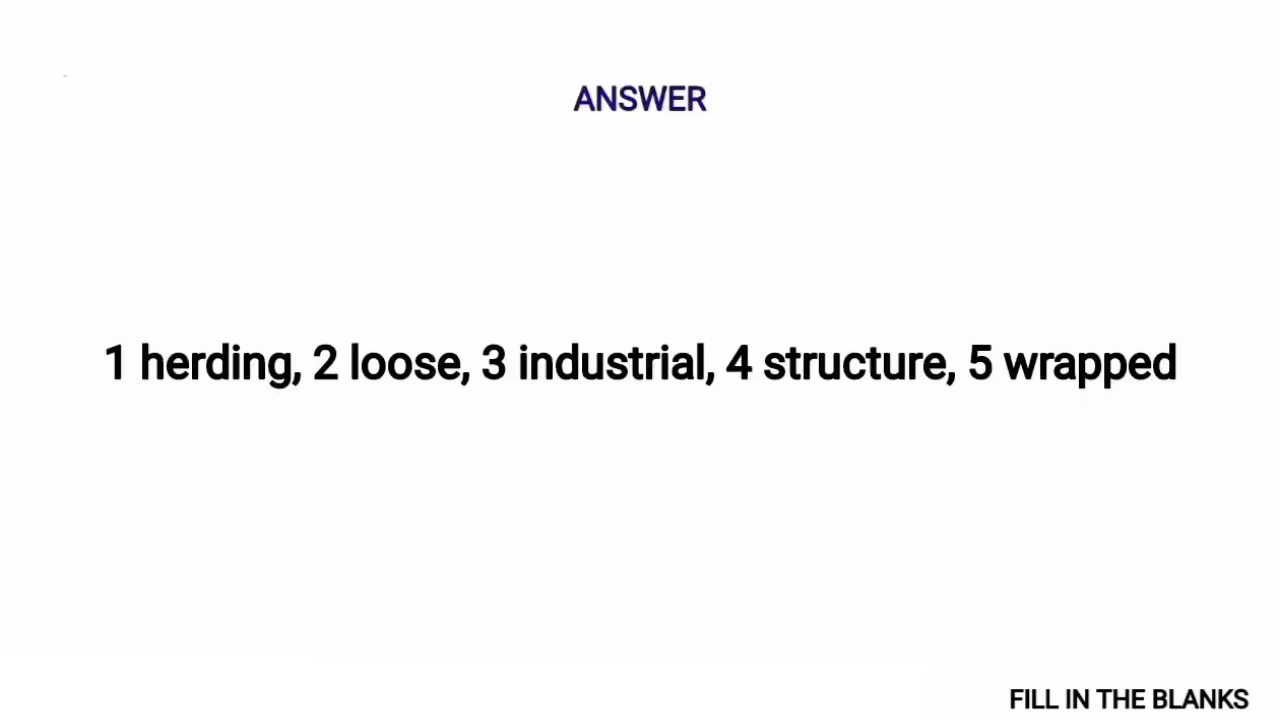 ANSWER
1 herding, 2 loose, 3 industrial, 4 structure, 5 wrapped
FILL IN THE BLANKS